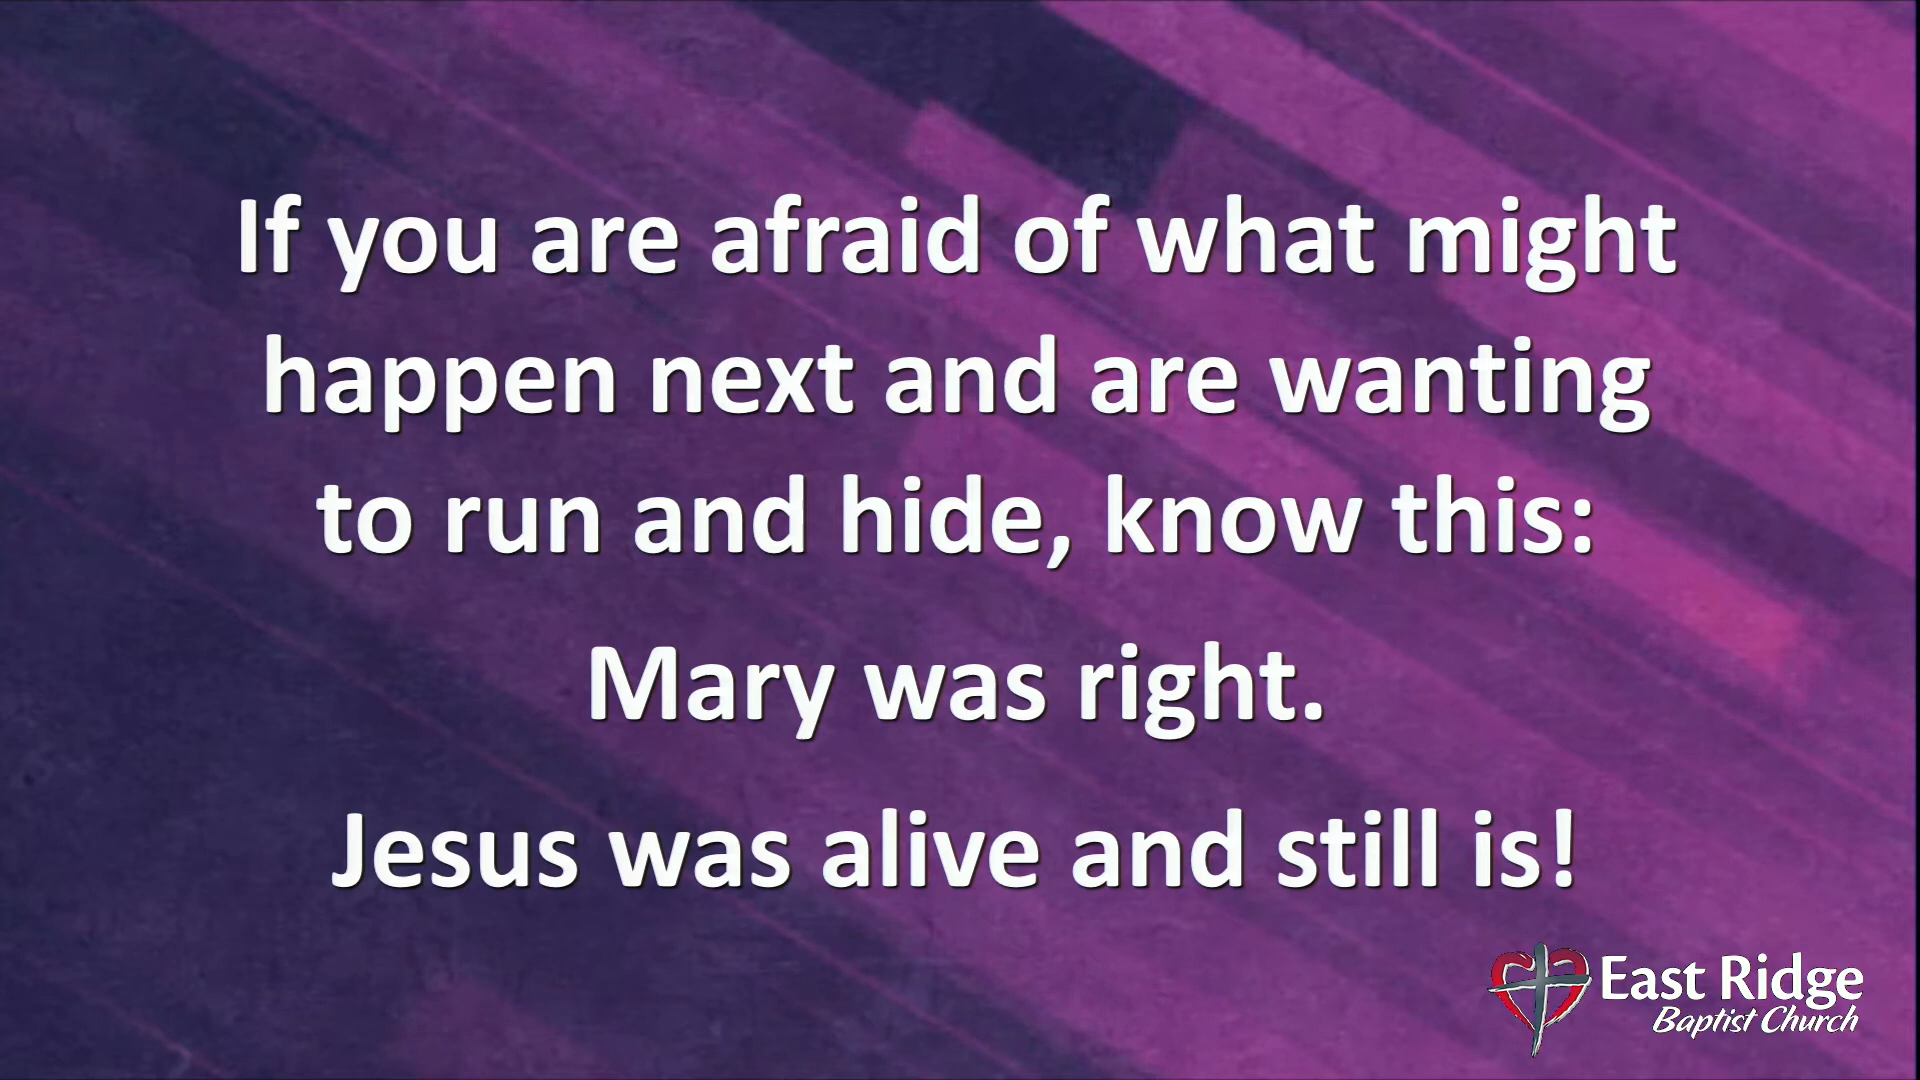 If you are afraid of what might
happen next and are wanting
to run and hide, know this:
Mary was right.
Jesus was alive and still is!
East Ridge
Baptist Church